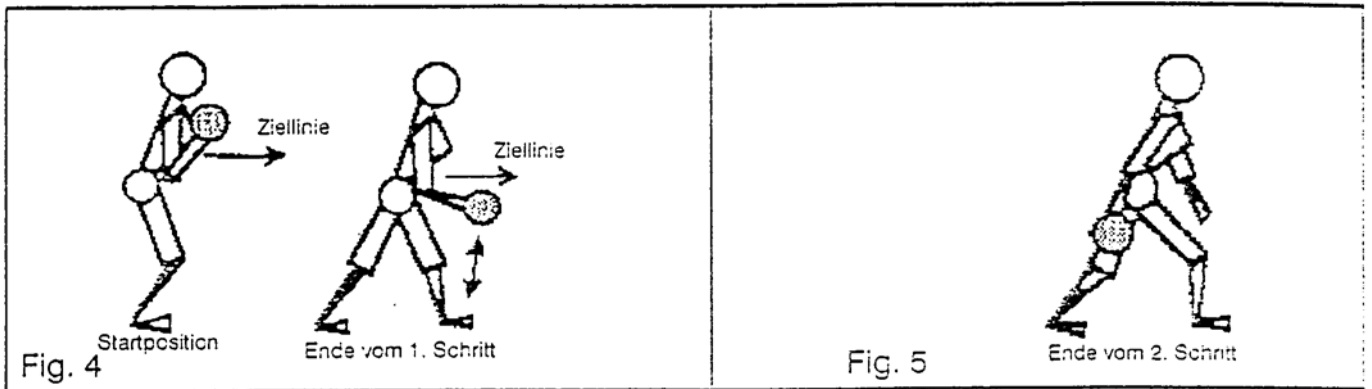 Ziellinie
Ziellinie
Startposition
Ende vom 1. Schritt
Fig. 4
Ende vom 2. Schritt
Fig. 5